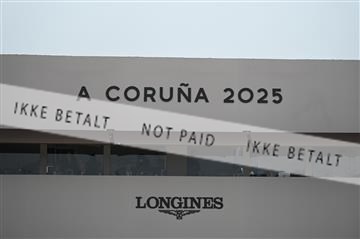 A CORUÑA 2025
IKKE BETALT NOT PAID IKKE BETALT
LONGINES